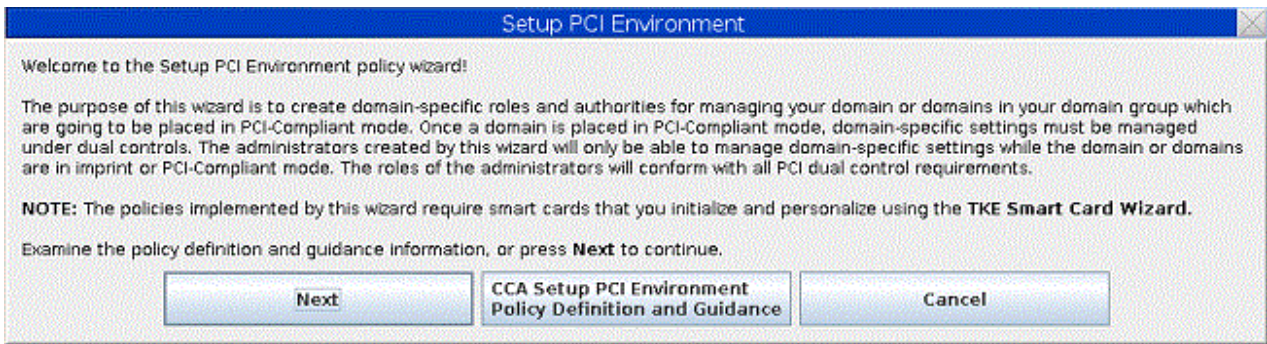 Setup PCI Environment
Welcome to the Setup PCI Environment policy wizard!
The purpose of this wizard is to create domain-specific roles and authorities for managing your domain or domains in your domain group which
are going to be placed in PCI-Compliant mode. Once a domain is placed in PCI-Compliant mode, domain-specific settings must be managed
under dual controls. The administrators created by this wizard will only be able to manage domain-specific settings while the domain or domains
are in imprint or PCI-Compliant mode. The roles of the administrators will conform with all PCI dual control requirements.
NOTE: The policies implemented by this wizard require smart cards that you initialize and personalize using the TKE Smart Card Wizard.
Examine the policy definition and guidance information, or press Next to continue.
Next
CCA Setup PCI Environment
Policy Definition and Guidance
Cancel